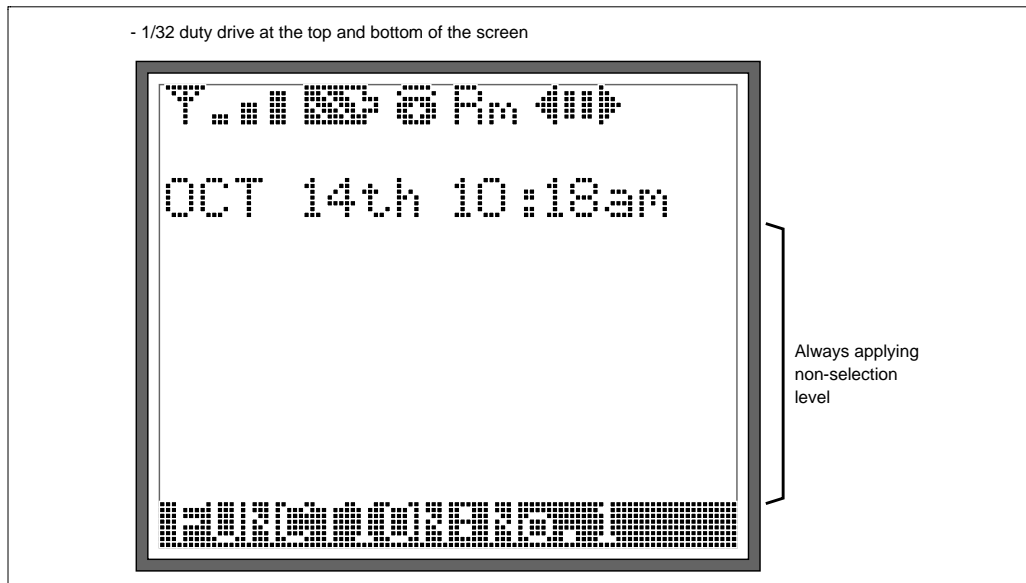 - 1/32 duty drive at the top and bottom of the screen
Rm
OCT 14th 10:18am
Always applying
non-selection
level